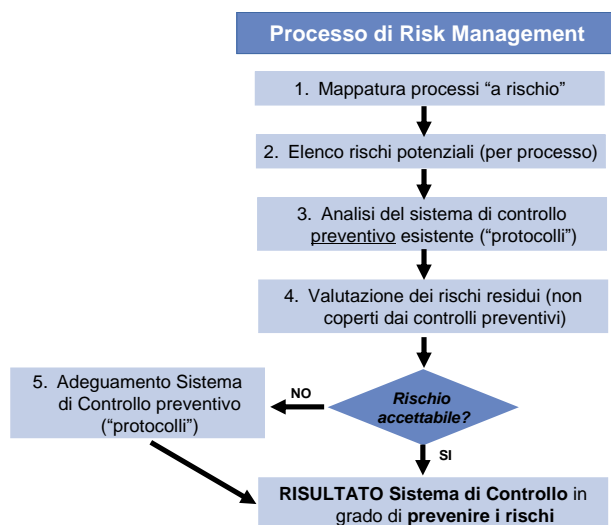 Processo di Risk Management
1. Mappatura processi “a rischio”
2. Elenco rischi potenziali (per processo)
3. Analisi del sistema di controllo
preventivo esistente (“protocolli”)
4. Valutazione dei rischi residui (non
coperti dai controlli preventivi)
Rischio
accettabile?
NO
5. Adeguamento Sistema
di Controllo preventivo
(“protocolli”)
SI
RISULTATO Sistema di Controllo in
grado di prevenire i rischi